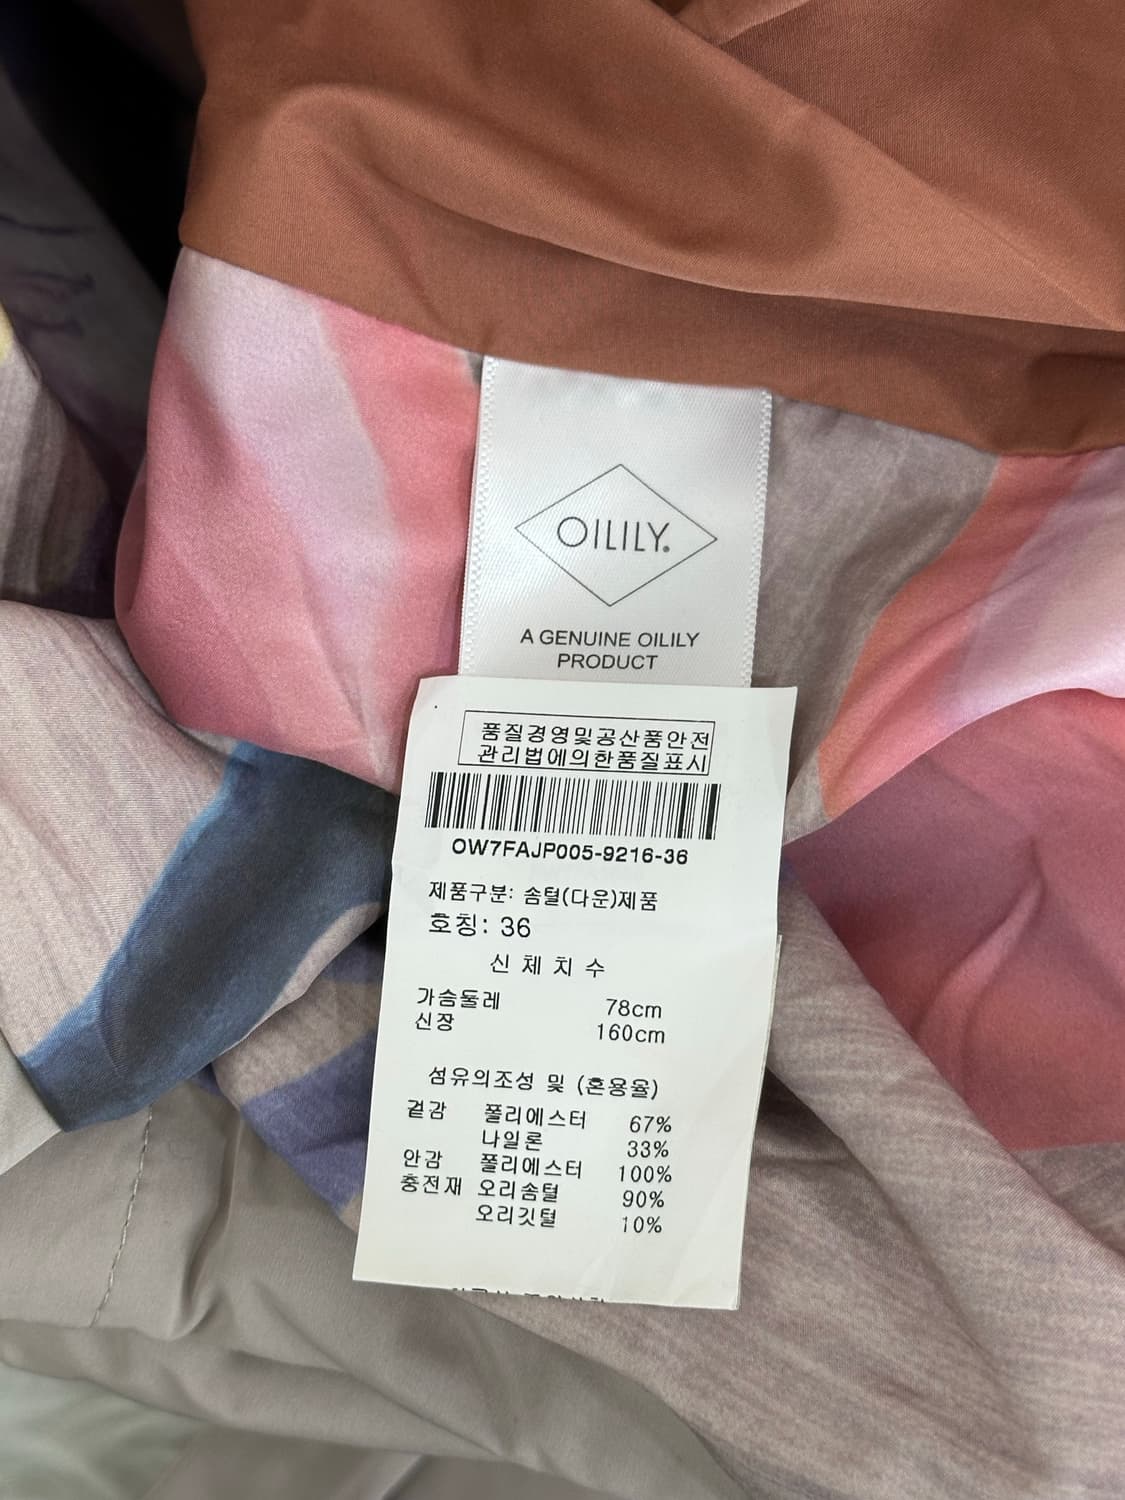 OILILY®
A GENUINE OILILY
PRODUCT
품질경영및공산품안전
관리법에의한품질표시
OW7FAJP005-9216-36
제품구분: 솜털(다운)제품
호칭: 36
신 체 치 수
가슴둘레 78cm
신장 160cm
섬유의조성 및 (혼용율)
겉감 폴리에스터 67%
나일론 33%
안감 폴리에스터 100%
충전재 오리솜털 90%
오리깃털 10%